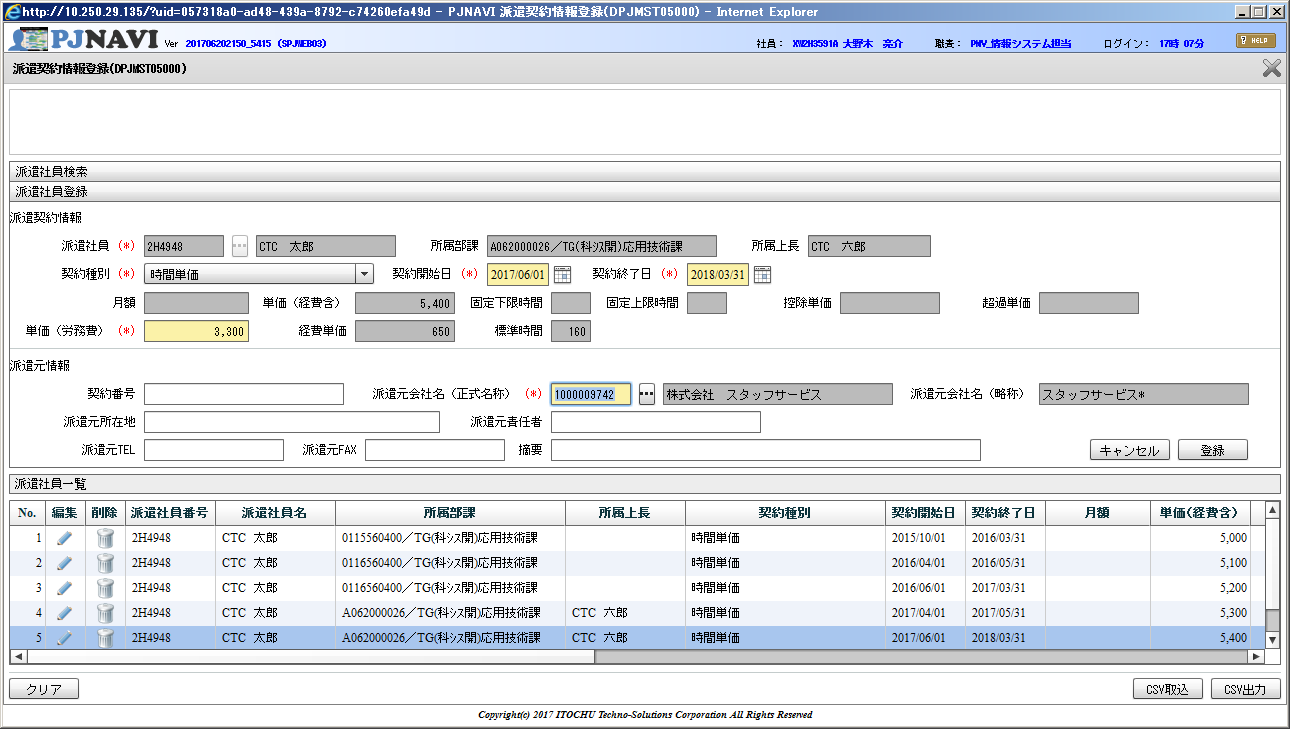 http://10.250.29.135/?uid=057318a0-ad48-439a-8792-c74260efa49d - PJNAVI 派遣契約情報登録(DPJMST05000) - Internet Explorer
PJNAVI Ver 201706202150_5415 (SPJWEB03) 社員： XW2H3591A 大野木 亮介 職責： PNV_情報システム担当 ログイン： 17時 07分 ? HELP
派遣契約情報登録(DPJMST05000)
派遣社員検索
派遣社員登録
派遣契約情報
派遣社員 (*) 2H4948 ... CTC 太郎 所属部課 A062000026／TG(科ｼｽ開)応用技術課 所属上長 CTC 六郎
契約種別 (*) 時間単価 契約開始日 (*) 2017/06/01 契約終了日 (*) 2018/03/31
月額 単価（経費含） 5,400 固定下限時間 固定上限時間 控除単価 超過単価
単価（労務費） (*) 3,300 経費単価 650 標準時間 160
派遣元情報
契約番号 派遣元会社名（正式名称） (*) 1000009742 ... 株式会社 スタッフサービス 派遣元会社名（略称） スタッフサービス*
派遣元所在地 派遣元責任者
派遣元TEL 派遣元FAX 摘要 キャンセル 登録
派遣社員一覧
No. 編集 削除 派遣社員番号 派遣社員名 所属部課 所属上長 契約種別 契約開始日 契約終了日 月額 単価(経費含)
1 2H4948 CTC 太郎 0115560400／TG(科ｼｽ開)応用技術課 時間単価 2015/10/01 2016/03/31 5,000
2 2H4948 CTC 太郎 0116560400／TG(科ｼｽ開)応用技術課 時間単価 2016/04/01 2016/05/31 5,100
3 2H4948 CTC 太郎 0116560400／TG(科ｼｽ開)応用技術課 時間単価 2016/06/01 2017/03/31 5,200
4 2H4948 CTC 太郎 A062000026／TG(科ｼｽ開)応用技術課 CTC 六郎 時間単価 2017/04/01 2017/05/31 5,300
5 2H4948 CTC 太郎 A062000026／TG(科ｼｽ開)応用技術課 CTC 六郎 時間単価 2017/06/01 2018/03/31 5,400
クリア CSV取込 CSV出力
Copyright(c) 2017 ITOCHU Techno-Solutions Corporation All Rights Reserved